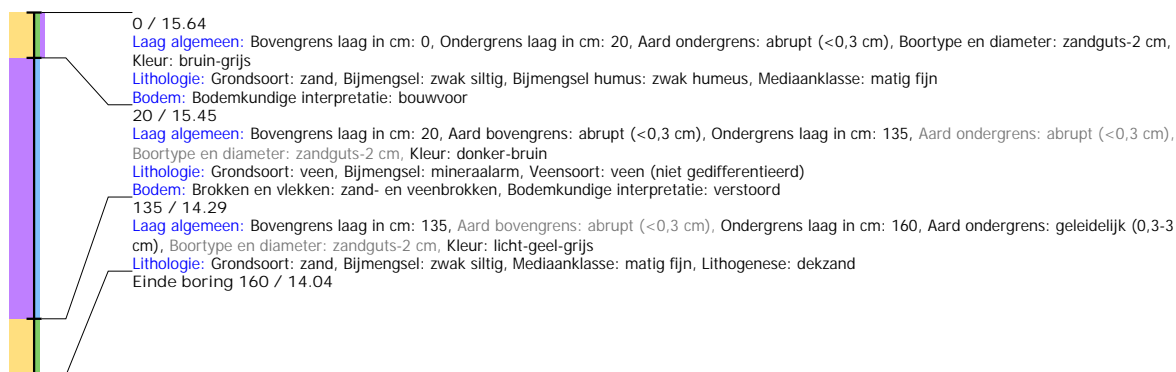 0 / 15.64
Laag algemeen: Bovengrens laag in cm: 0, Ondergrens laag in cm: 20, Aard ondergrens: abrupt (<0,3 cm), Boortype en diameter: zandguts-2 cm,
Kleur: bruin-grijs
Lithologie: Grondsoort: zand, Bijmengsel: zwak siltig, Bijmengsel humus: zwak humeus, Mediaanklasse: matig fijn
Bodem: Bodemkundige interpretatie: bouwvoor
20 / 15.45
Laag algemeen: Bovengrens laag in cm: 20, Aard bovengrens: abrupt (<0,3 cm), Ondergrens laag in cm: 135, Aard ondergrens: abrupt (<0,3 cm),
Boortype en diameter: zandguts-2 cm, Kleur: donker-bruin
Lithologie: Grondsoort: veen, Bijmengsel: mineraalarm, Veensoort: veen (niet gedifferentieerd)
Bodem: Brokken en vlekken: zand- en veenbrokken, Bodemkundige interpretatie: verstoord
135 / 14.29
Laag algemeen: Bovengrens laag in cm: 135, Aard bovengrens: abrupt (<0,3 cm), Ondergrens laag in cm: 160, Aard ondergrens: geleidelijk (0,3-3
cm), Boortype en diameter: zandguts-2 cm, Kleur: licht-geel-grijs
Lithologie: Grondsoort: zand, Bijmengsel: zwak siltig, Mediaanklasse: matig fijn, Lithogenese: dekzand
Einde boring 160 / 14.04